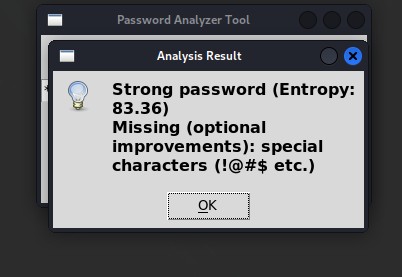 Password Analyzer Tool
Analysis Result
Strong password (Entropy:
83.36)
Missing (optional
improvements): special
characters (!@#$ etc.)
OK